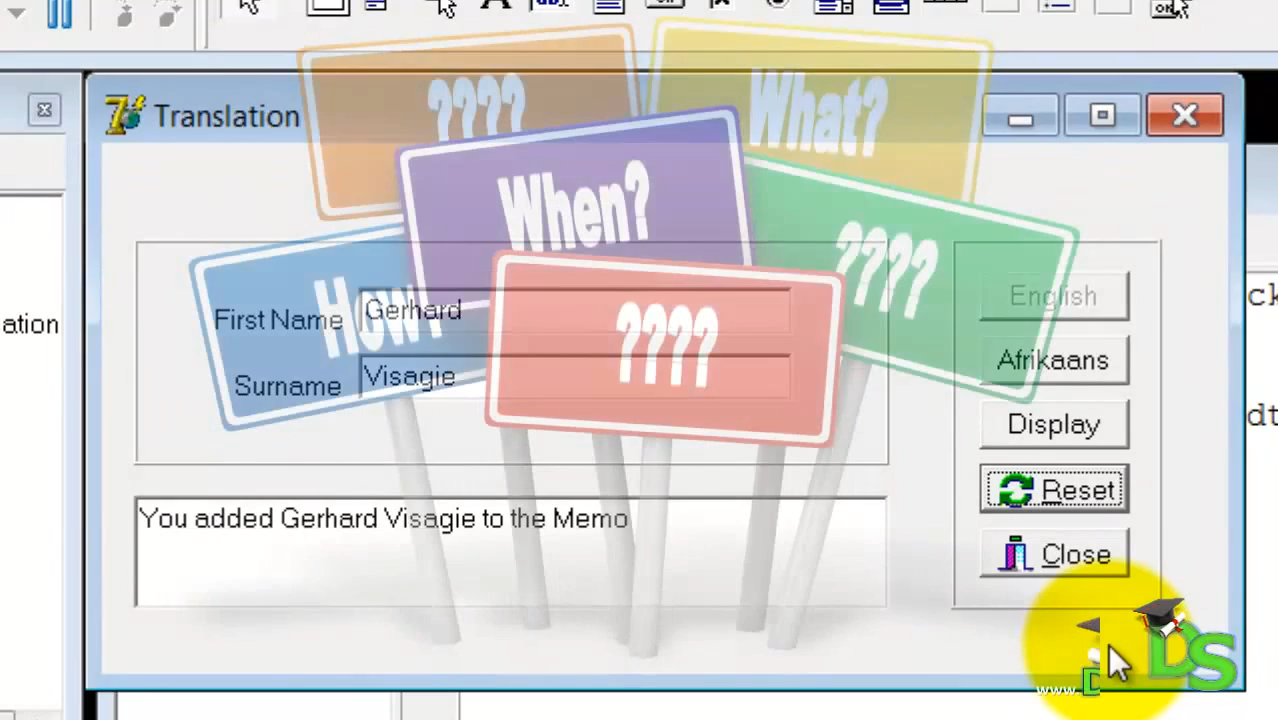 Translation
????
What?
When?
????
How?
????
ation
First Name
Gerhard
Surname
Visagie
English
Afrikaans
Display
Reset
Close
You added Gerhard Visagie to the Memo
DS
www